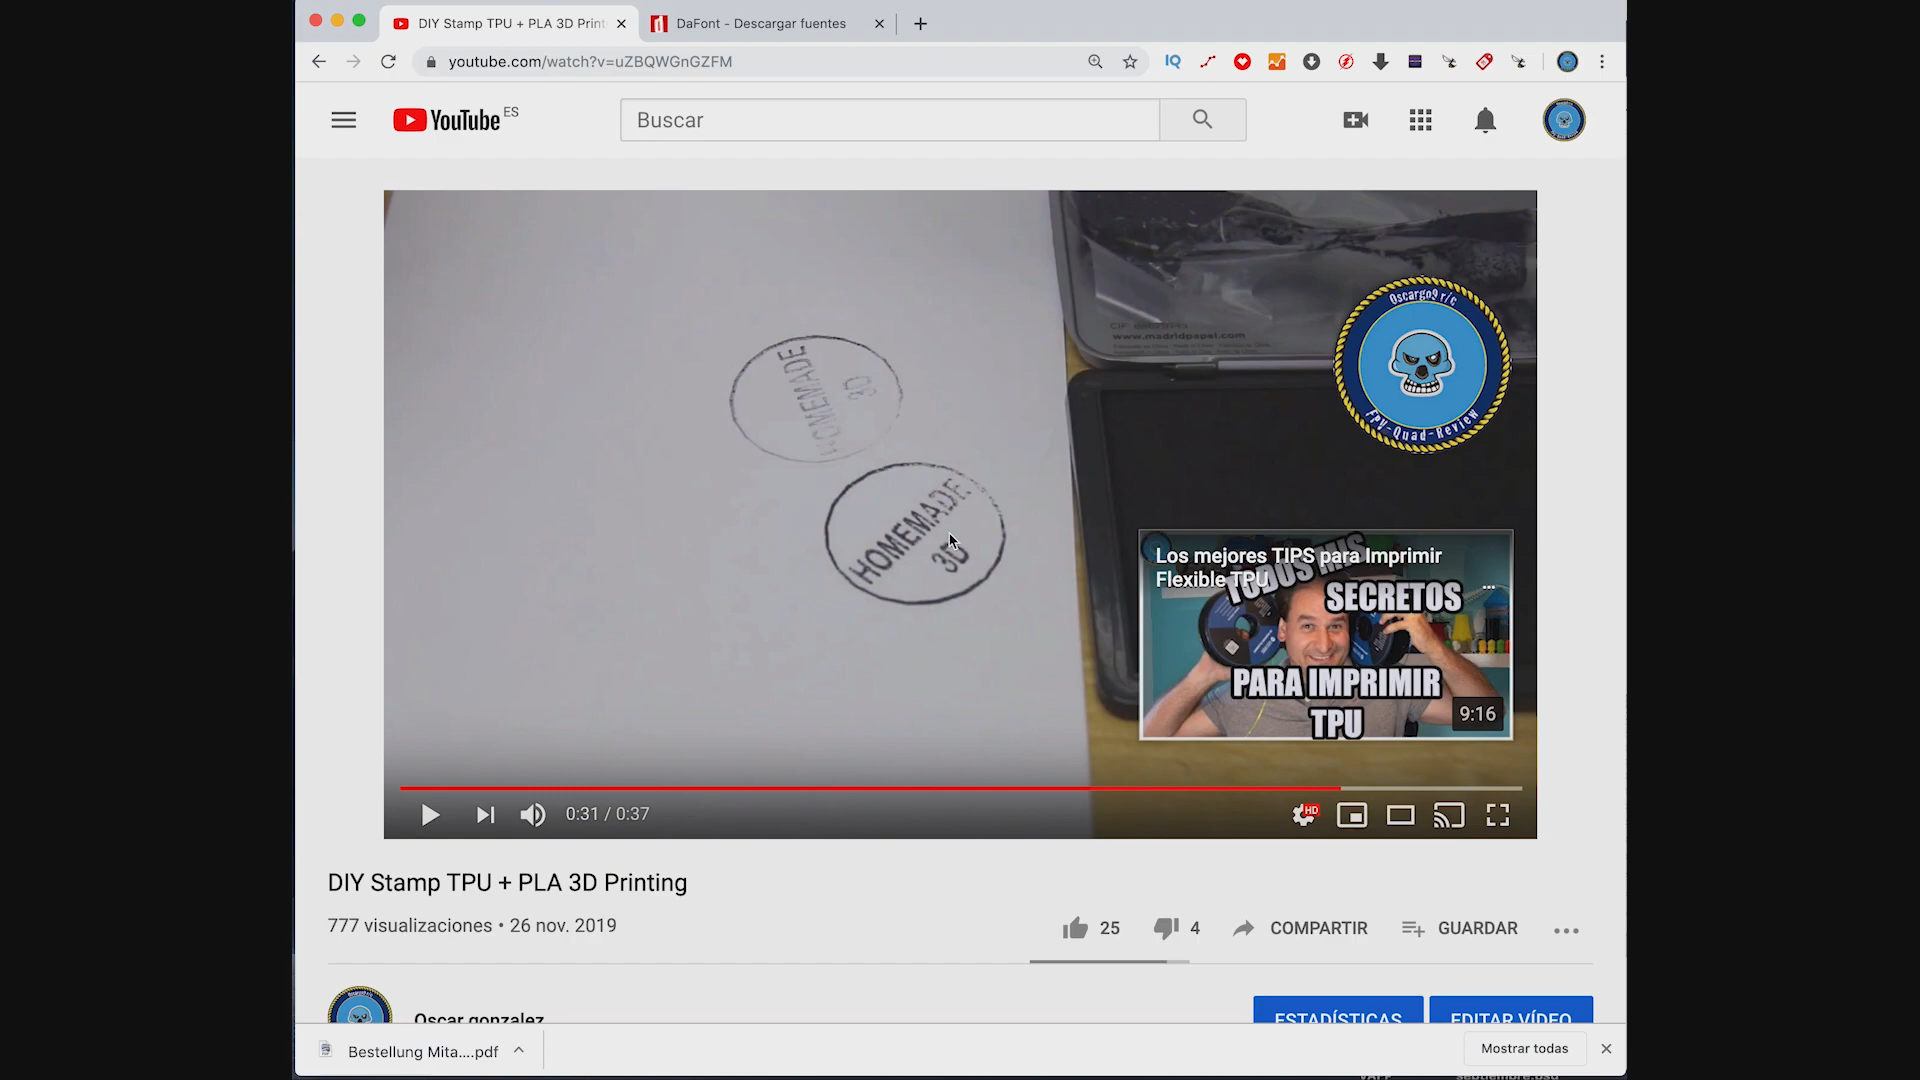 DIY Stamp TPU + PLA 3D Print
DaFont - Descargar fuentes
youtube.com/watch?v=uZBQWGnGZFM
IQ
YouTube ES
Buscar
HOMEMADE
3D
HOMEMADE
3D
www.madridpapel.com
Oscargo9 r/c
Fpv-Quad-Review
Los mejores TIPS para Imprimir
Flexible TPU
TODOS MIS
SECRETOS
PARA IMPRIMIR
TPU
9:16
0:31 / 0:37
HD
DIY Stamp TPU + PLA 3D Printing
777 visualizaciones • 26 nov. 2019
25
4
COMPARTIR
GUARDAR
Oscar gonzalez
ESTADÍSTICAS
EDITAR VÍDEO
Bestellung Mita....pdf
Mostrar todas